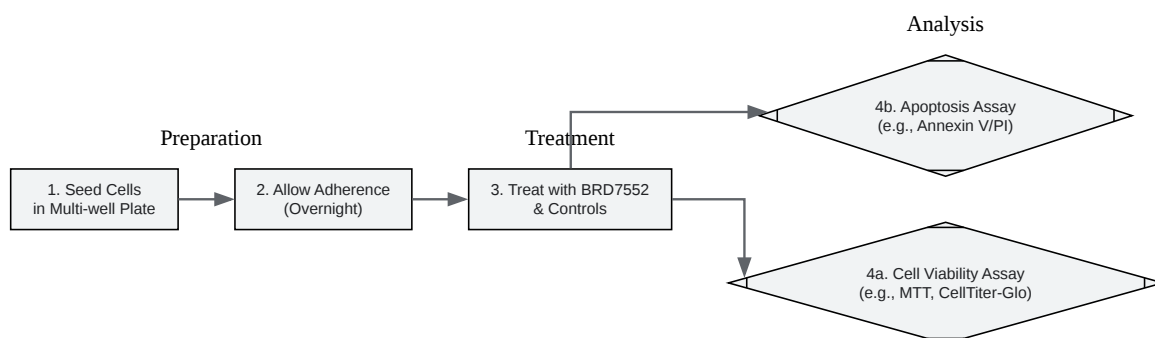 Preparation
1. Seed Cells
in Multi-well Plate
2. Allow Adherence
(Overnight)
Treatment
3. Treat with BRD7552
& Controls
Analysis
4b. Apoptosis Assay
(e.g., Annexin V/PI)
4a. Cell Viability Assay
(e.g., MTT, CellTiter-Glo)